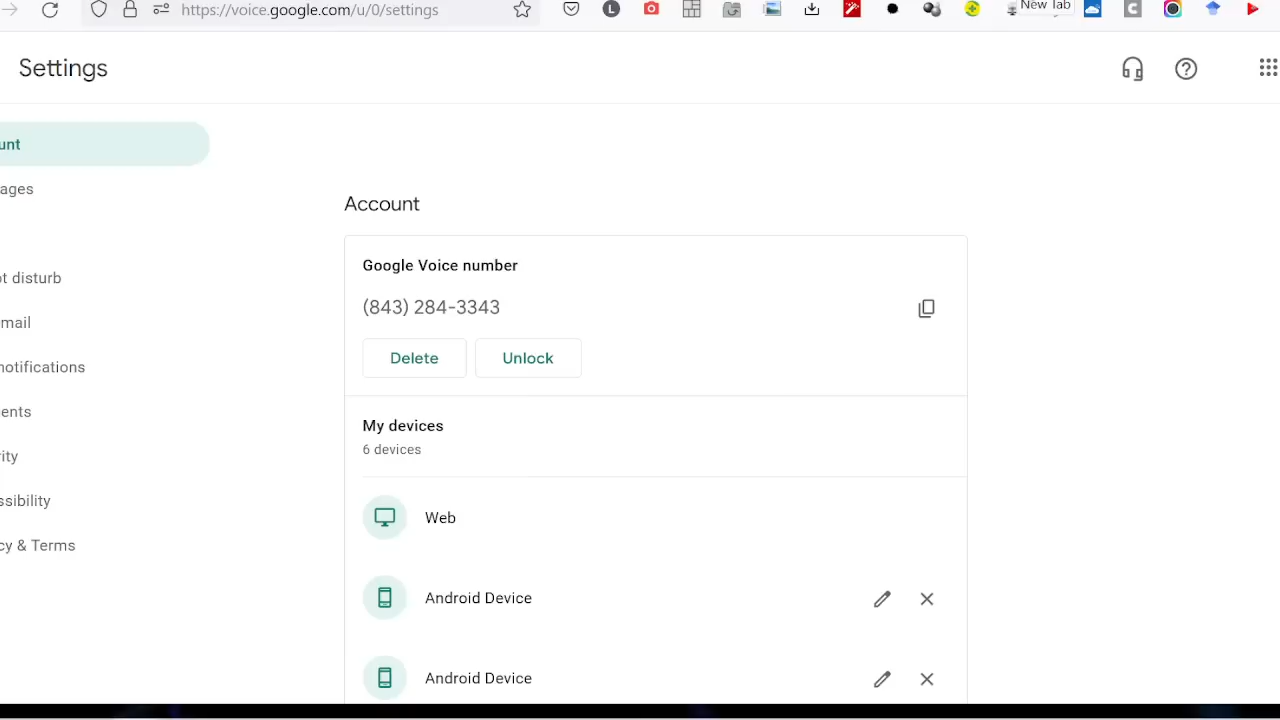 https://voice.google.com/u/0/settings
L
New Tab
C
Settings
unt
Account
ages
Google Voice number
ot disturb
(843) 284-3343
mail
Delete
Unlock
notifications
ents
My devices
6 devices
ity
ssibility
Web
cy & Terms
Android Device
Android Device